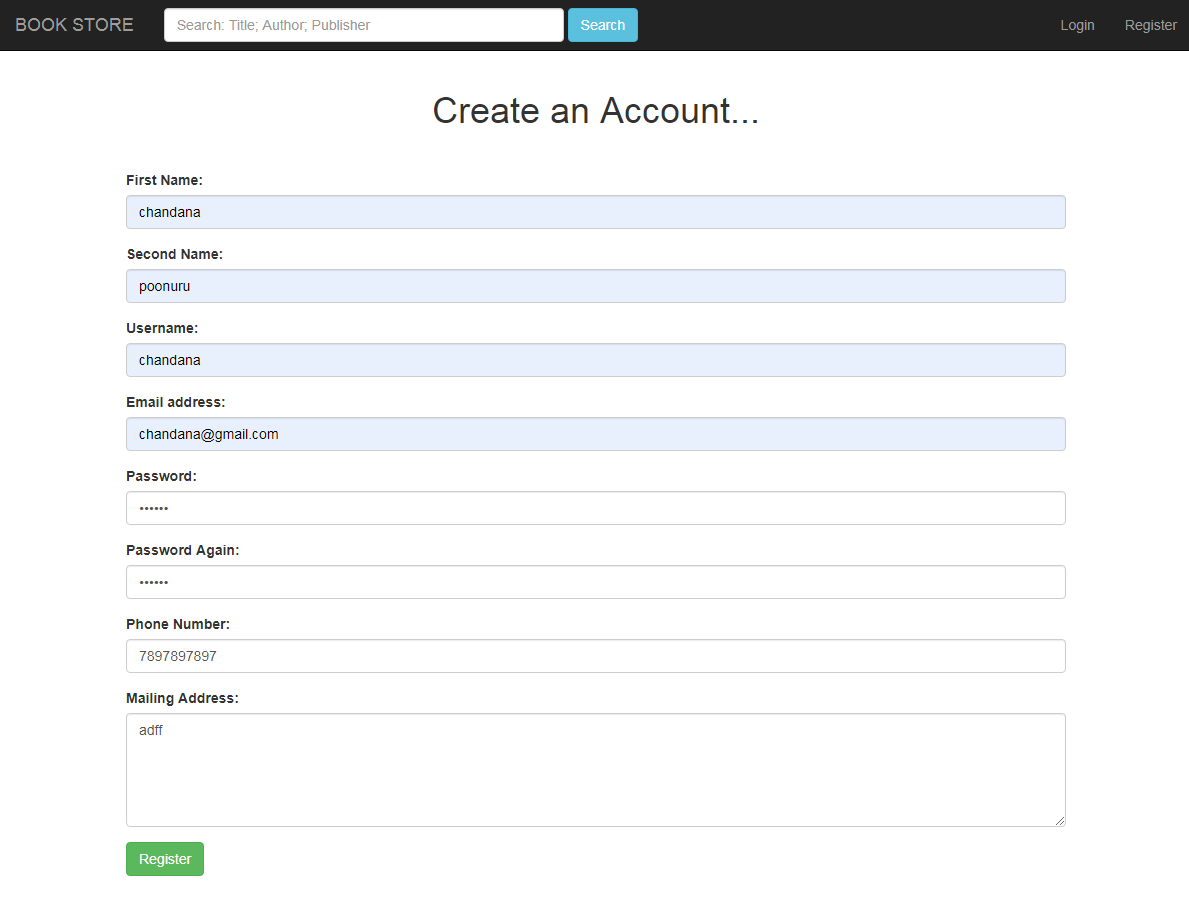 BOOK STORE Search: Title; Author; Publisher Search Login Register
Create an Account...
First Name:
chandana
Second Name:
poonuru
Username:
chandana
Email address:
chandana@gmail.com
Password:
••••••
Password Again:
••••••
Phone Number:
7897897897
Mailing Address:
adff
Register